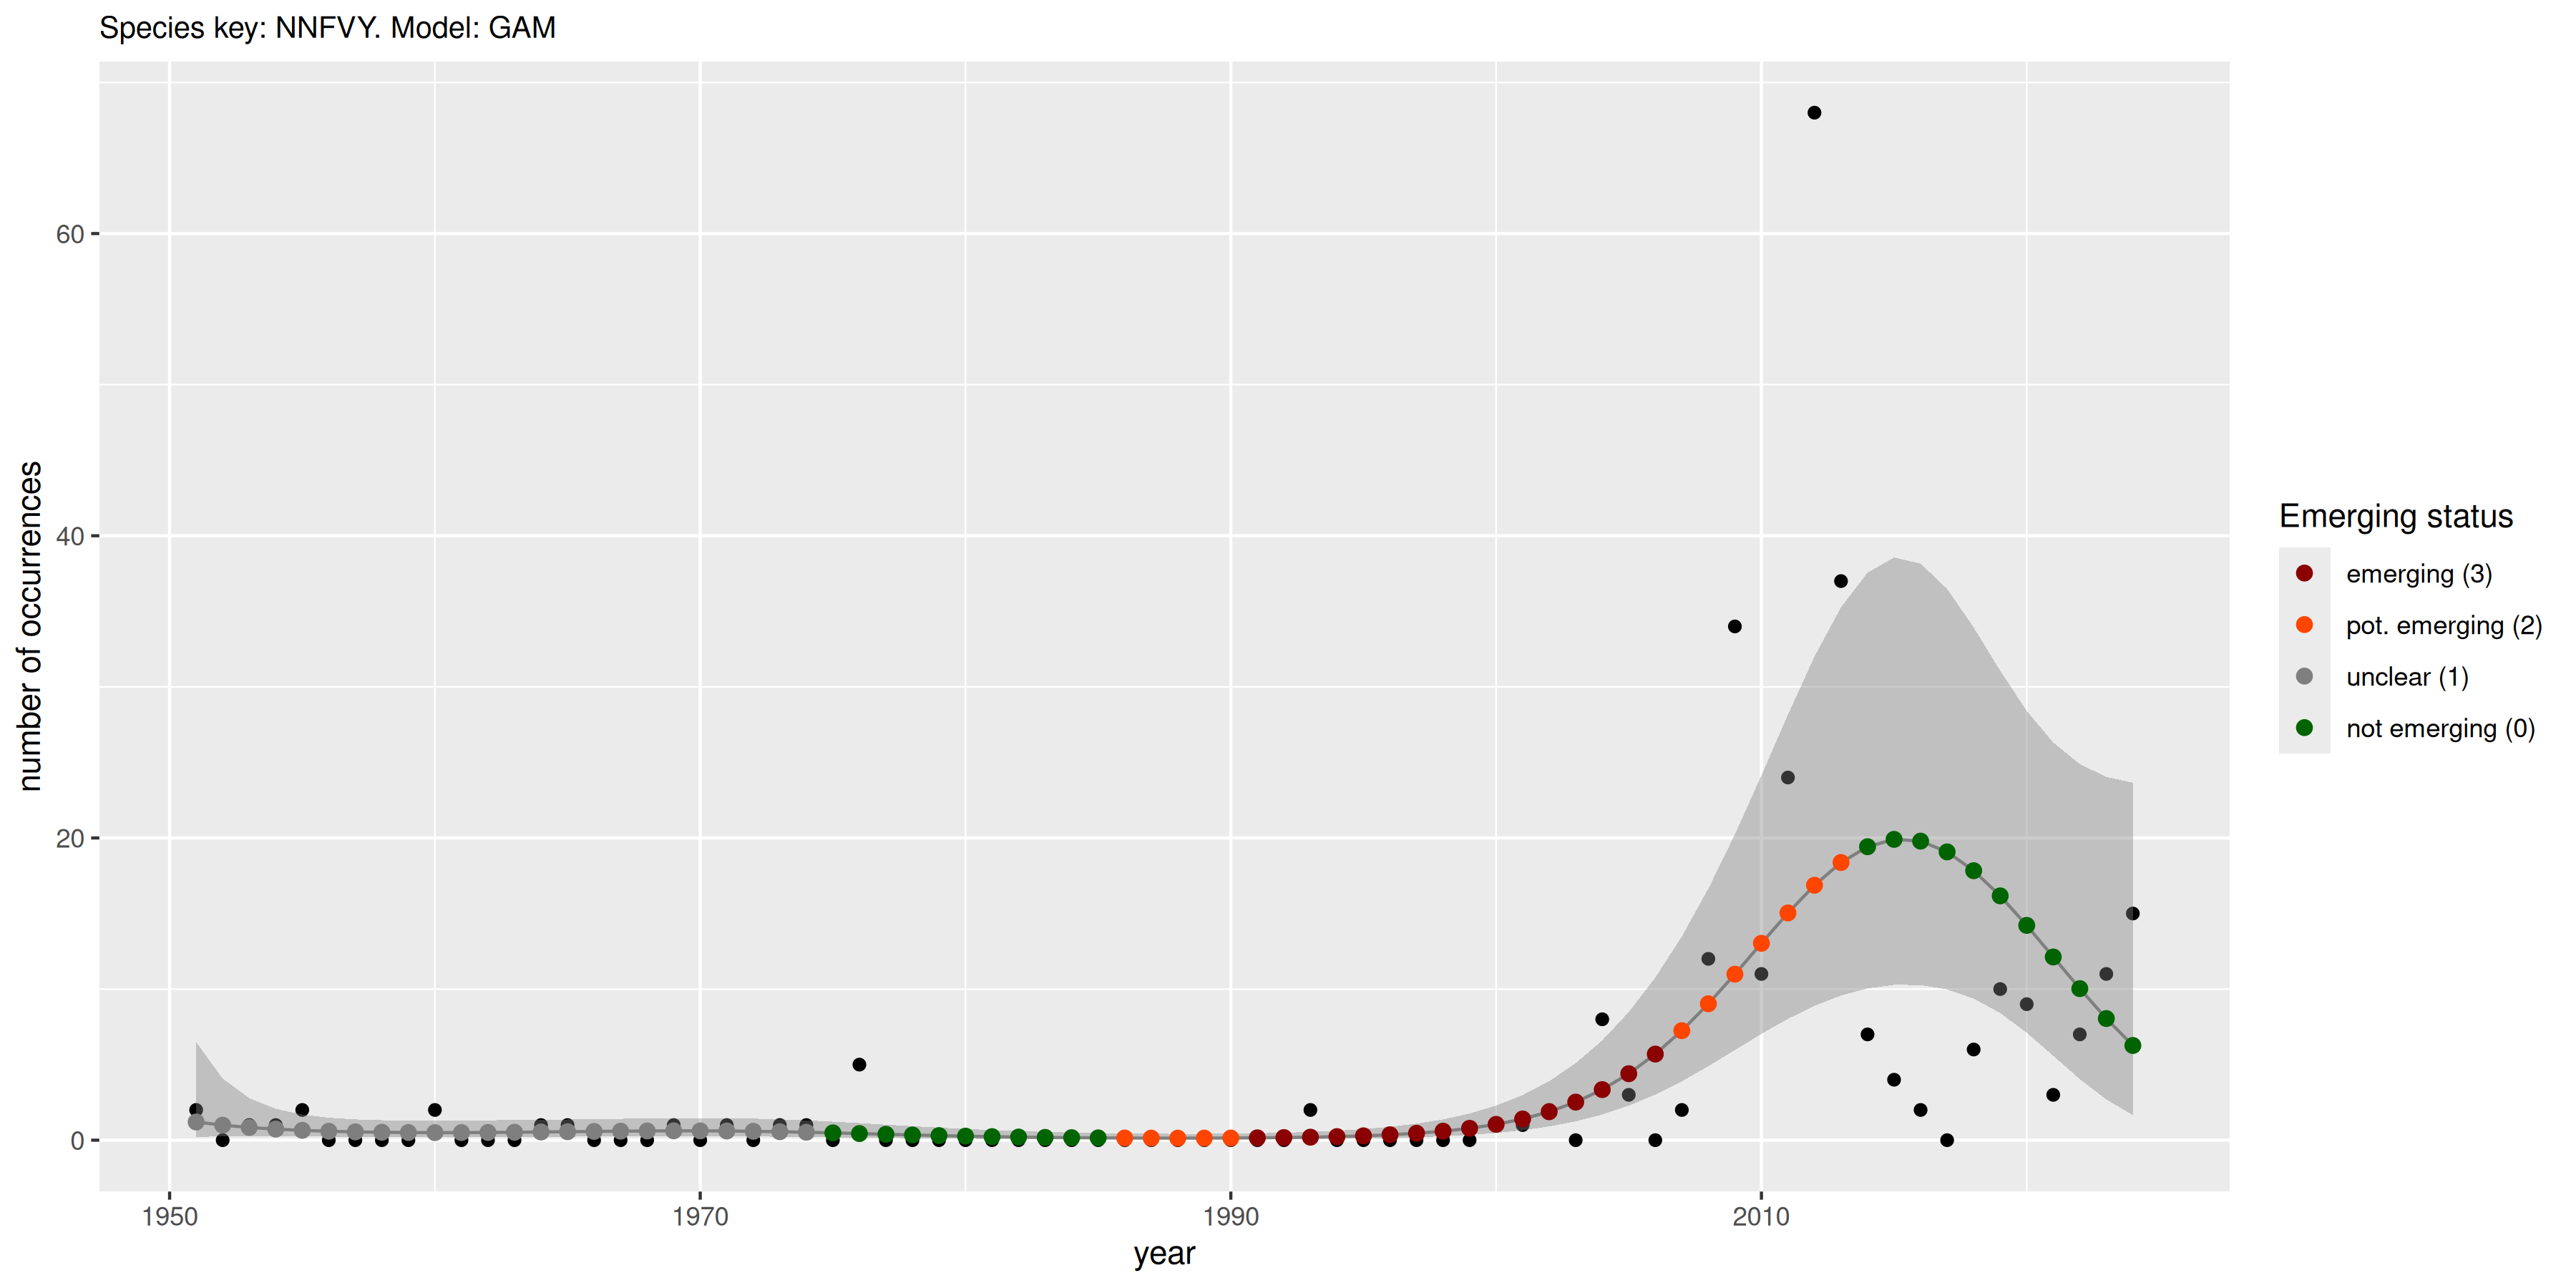 Species key: NNFVY. Model: GAM
number of occurrences
60
40
20
0
1950
1970
1990
2010
year
Emerging status
emerging (3)
pot. emerging (2)
unclear (1)
not emerging (0)